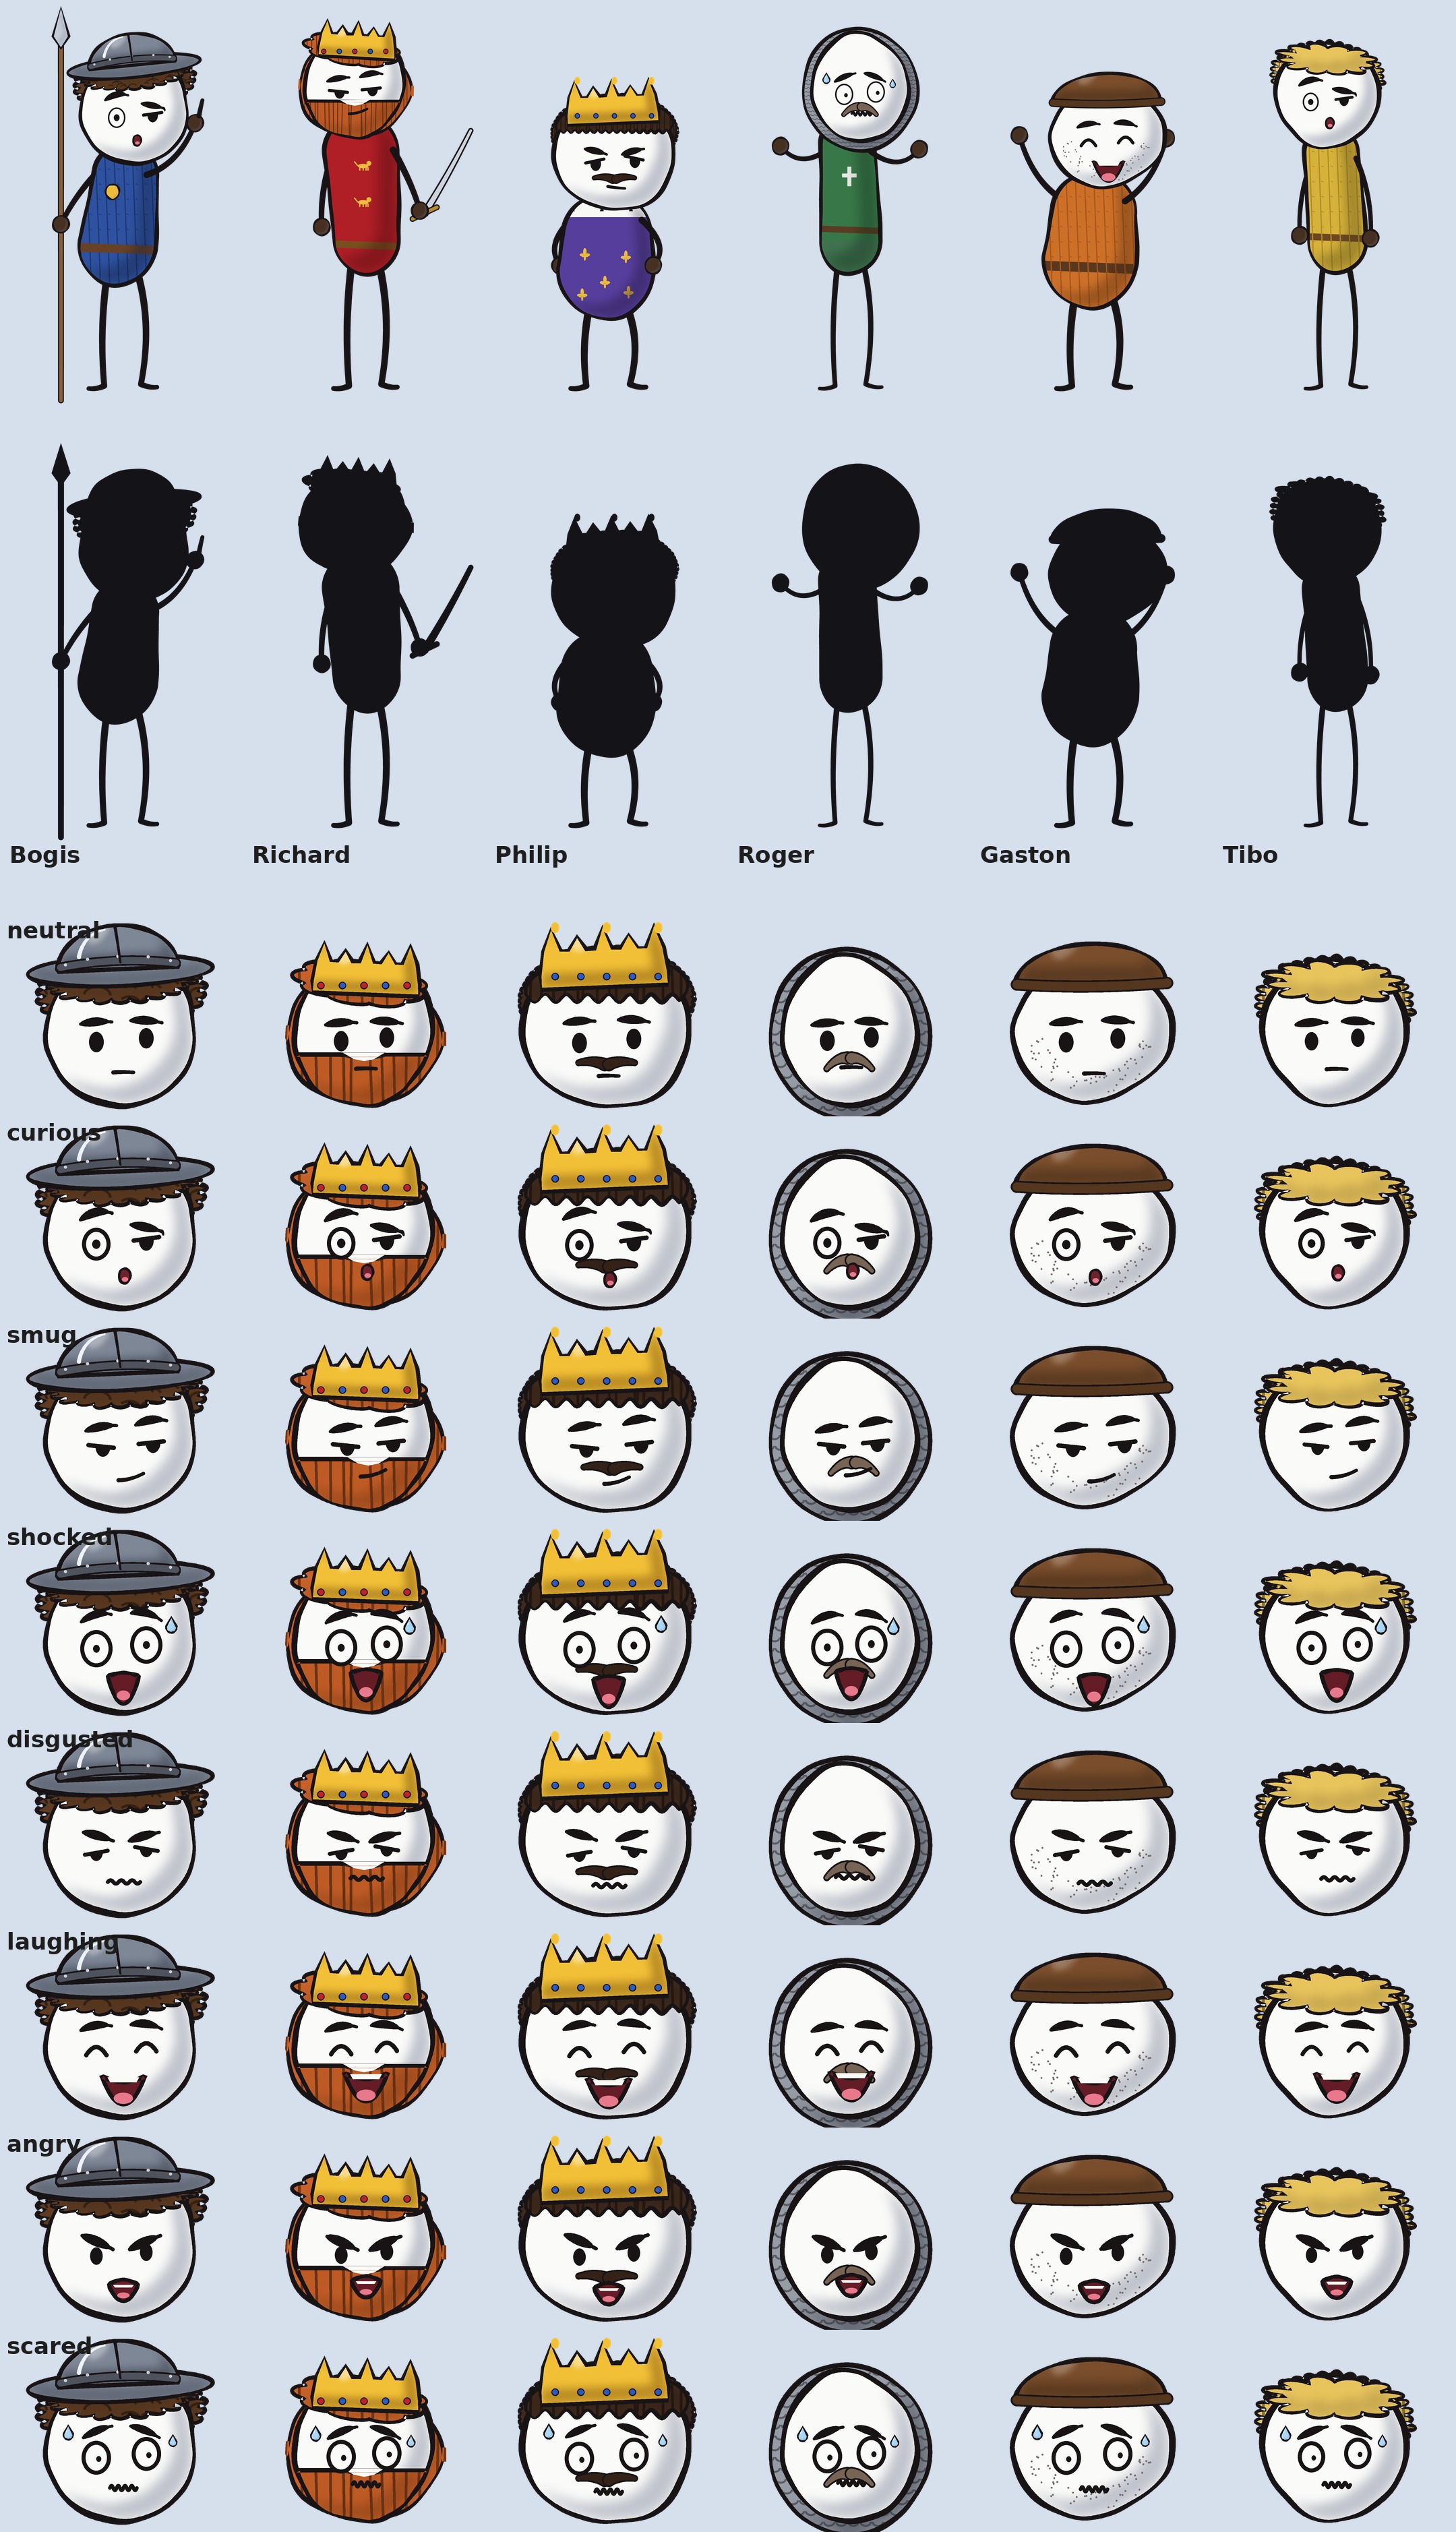 Bogis Richard Philip Roger Gaston Tibo
neutral
curious
smug
shocked
disgusted
laughing
angry
scared